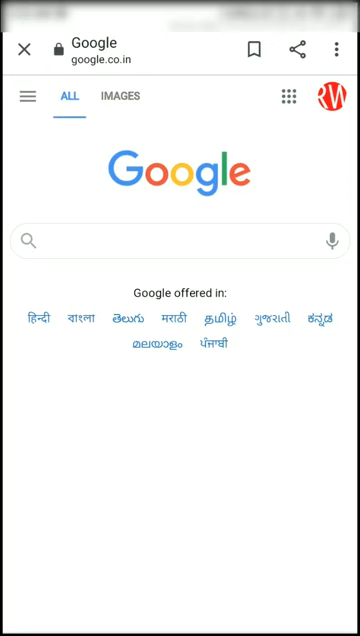 Google
google.co.in
ALL IMAGES
RW
Google
Google offered in:
हिन्दी বাংলা తెలుగు मराठी தமிழ் ગુજરાતી ಕನ್ನಡ
മലയാളം ਪੰਜਾਬੀ